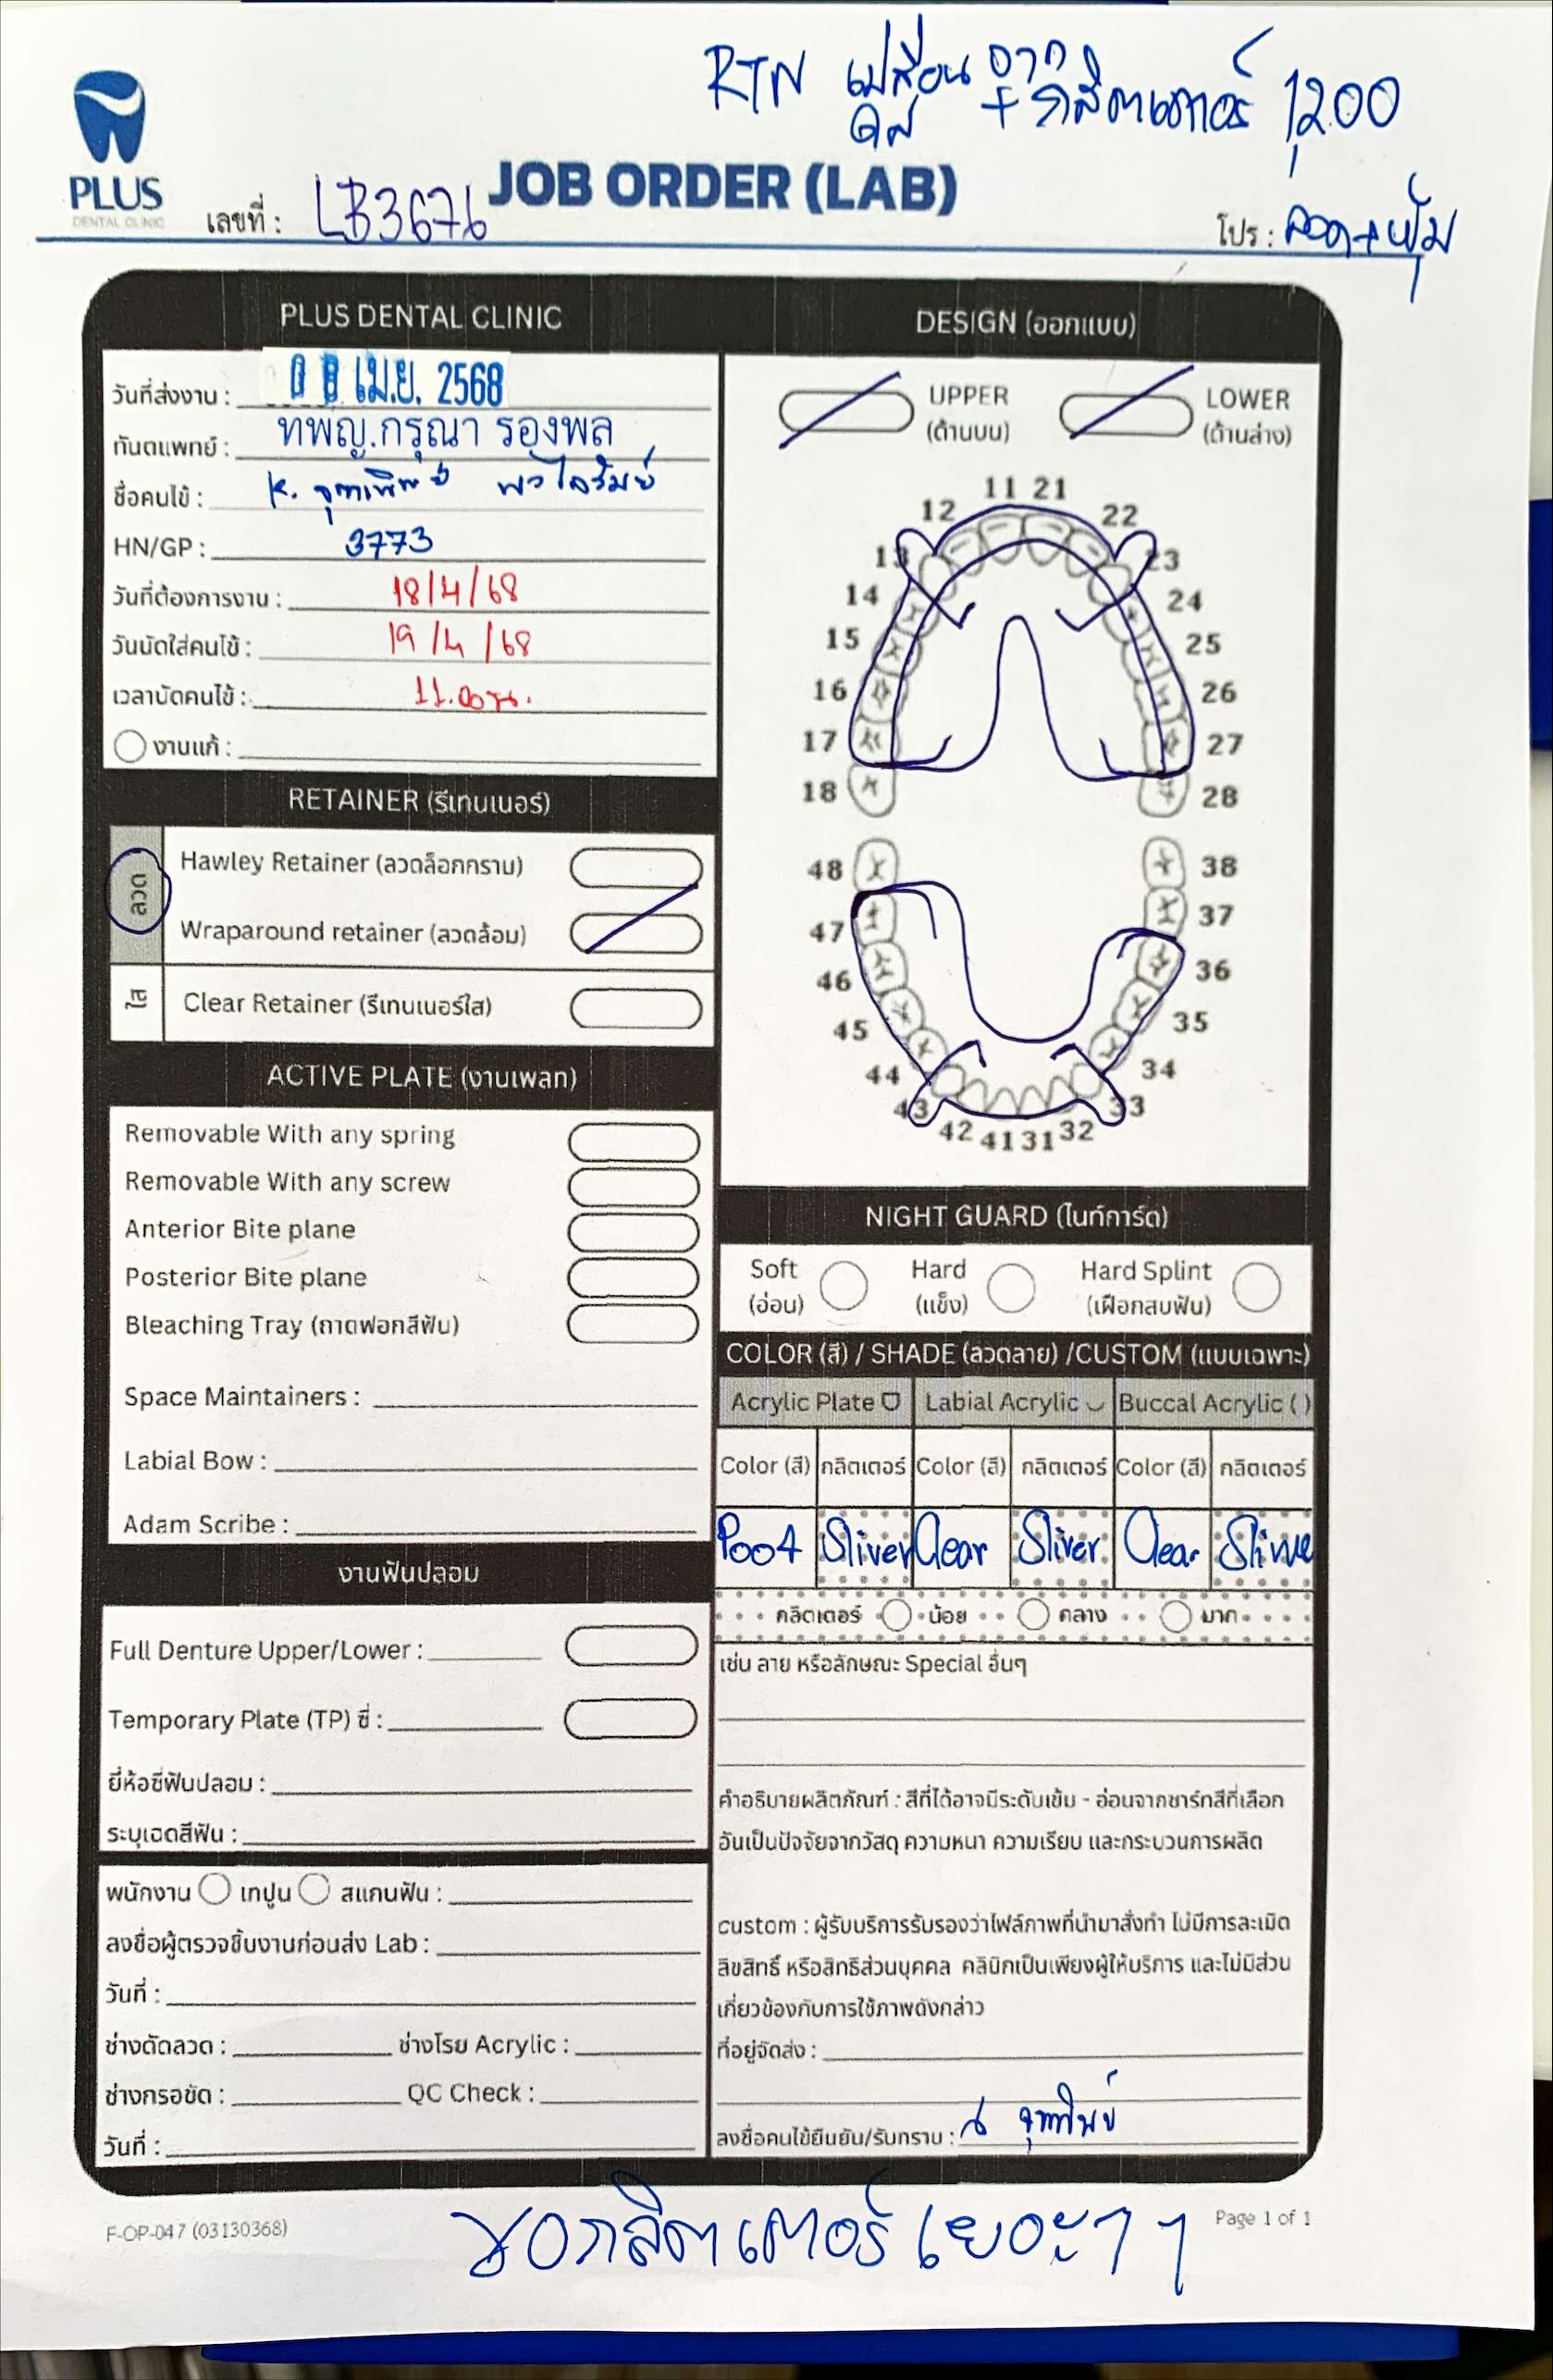 RTN เปลี่ยน จาก
ดิส + กลิตเตอร์ 1,200
PLUS
DENTAL CLINIC
JOB ORDER (LAB)
เลขที่ : LB3676
โปร : ลวด+พุ้ม
PLUS DENTAL CLINIC
วันที่ส่งงาน : 0 8 เม.ย. 2568
ทันตแพทย์ : ทพญ.กรุณา รองพล
ชื่อคนไข้ : K.
HN/GP : 3773
วันที่ต้องการงาน : 18/4/68
วันนัดใส่คนไข้ : 19/4/68
เวลานัดคนไข้ : 11.00น.
งานแก้ :
RETAINER (รีเทนเนอร์)
ลวด
Hawley Retainer (ลวดล็อกกราม)
Wraparound retainer (ลวดล้อม)
ใส
Clear Retainer (รีเทนเนอร์ใส)
ACTIVE PLATE (งานเพลท)
Removable With any spring
Removable With any screw
Anterior Bite plane
Posterior Bite plane
Bleaching Tray (ถาดฟอกสีฟัน)
Space Maintainers :
Labial Bow :
Adam Scribe :
งานฟันปลอม
Full Denture Upper/Lower :
Temporary Plate (TP) ซี่ :
ยี่ห้อซี่ฟันปลอม :
ระบุเฉดสีฟัน :
พนักงาน เทปูน สแกนฟัน :
ลงชื่อผู้ตรวจชิ้นงานก่อนส่ง Lab :
วันที่ :
ช่างดัดลวด : ช่างโรย Acrylic :
ช่างกรอขัด : QC Check :
วันที่ :
DESIGN (ออกแบบ)
UPPER
(ด้านบน)
LOWER
(ด้านล่าง)
11 21
12 22
13 23
14 24
15 25
16 26
17 27
18 28
48 38
47 37
46 36
45 35
44 34
43 33
42 41 31 32
NIGHT GUARD (ไนท์การ์ด)
Soft
(อ่อน)
Hard
(แข็ง)
Hard Splint
(เฝือกสบฟัน)
COLOR (สี) / SHADE (ลวดลาย) /CUSTOM (แบบเฉพาะ)
Acrylic Plate Labial Acrylic Buccal Acrylic ( )
Color (สี) กลิตเตอร์ Color (สี) กลิตเตอร์ Color (สี) กลิตเตอร์
P004 Sliver Clear Sliver Clear Slive
กลิตเตอร์ น้อย กลาง มาก
เช่น ลาย หรือลักษณะ Special อื่นๆ
คำอธิบายผลิตภัณฑ์ : สีที่ได้อาจมีระดับเข้ม - อ่อนจากชาร์ทสีที่เลือก
อันเป็นปัจจัยจากวัสดุ ความหนา ความเรียบ และกระบวนการผลิต
custom : ผู้รับบริการรับรองว่าไฟล์ภาพที่นำมาสั่งทำ ไม่มีการละเมิด
ลิขสิทธิ์ หรือสิทธิส่วนบุคคล คลินิกเป็นเพียงผู้ให้บริการ และไม่มีส่วน
เกี่ยวข้องกับการใช้ภาพดังกล่าว
ที่อยู่จัดส่ง :
ลงชื่อคนไข้ยืนยัน/รับทราบ :
F-OP-047 (03130368)
Page 1 of 1
ขอกลิตเตอร์เยอะๆๆ